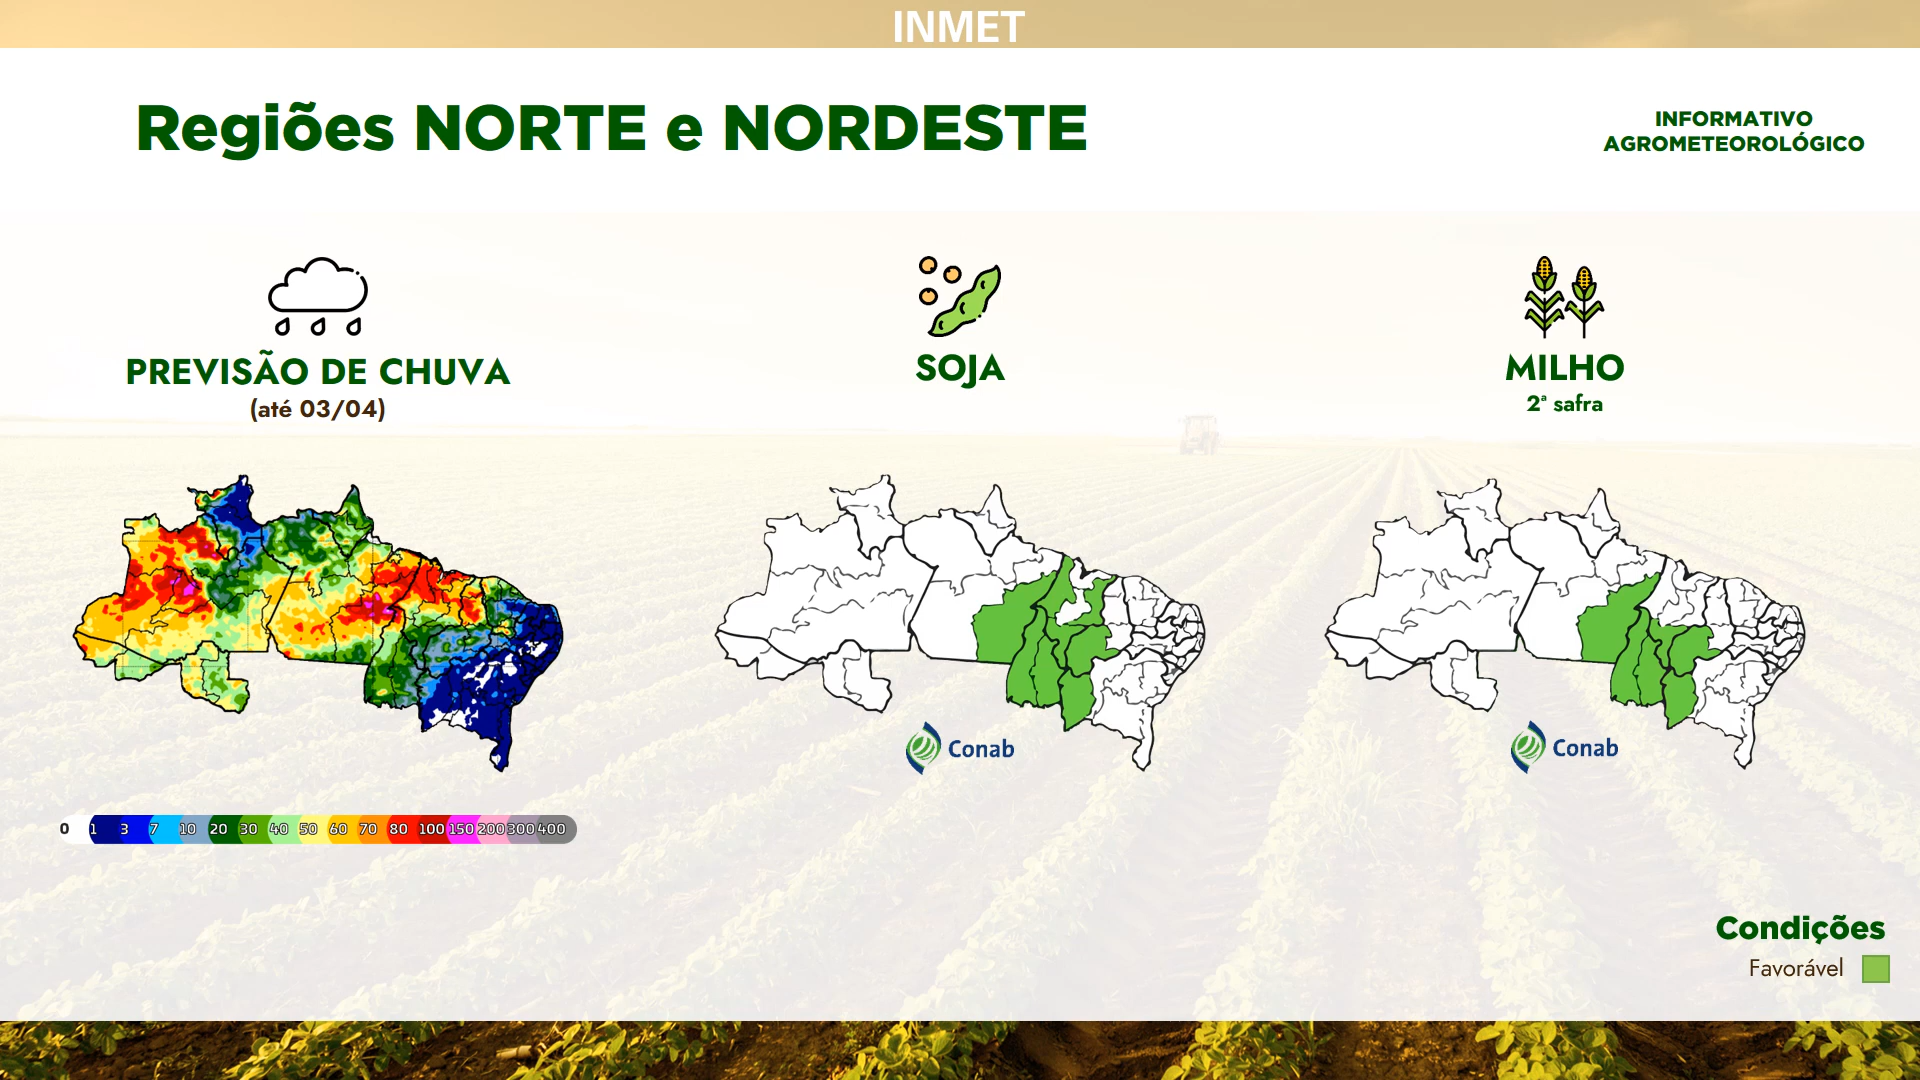 INMET
Regiões NORTE e NORDESTE
INFORMATIVO
AGROMETEOROLÓGICO
PREVISÃO DE CHUVA
(até 03/04)
SOJA
MILHO
2ª safra
Conab
Conab
0 1 3 7 10 20 30 40 50 60 70 80 100 150 200 300 400
Condições
Favorável